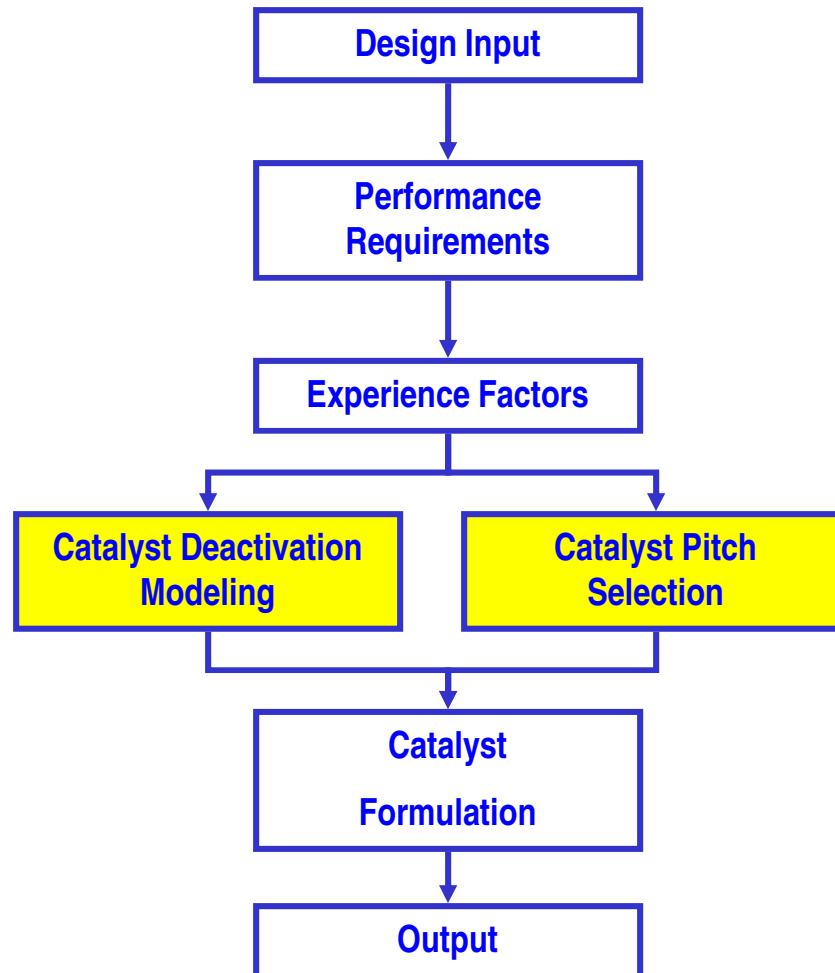 Design Input
Performance
Requirements
Experience Factors
Catalyst Deactivation
Modeling
Catalyst Pitch
Selection
Catalyst
Formulation
Output